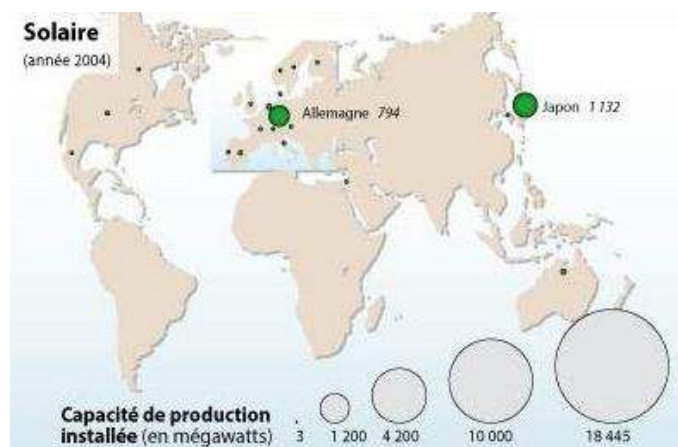 Solaire
(année 2004)
Allemagne 794
Japon 1 132
Capacité de production
installée (en mégawatts) 3 1 200 4 200 10 000 18 445